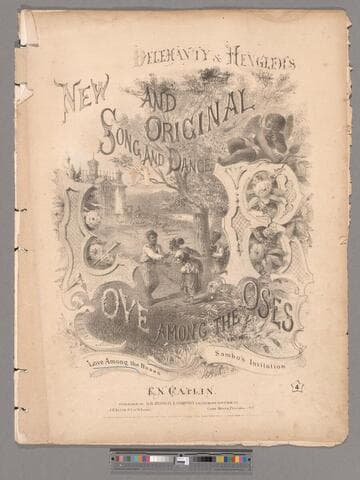 DELEHANTY & HENGLER'S
NEW AND ORIGINAL
SONG AND DANCE
LOVE AMONG THE ROSES
Love Among the Roses
Sambo's Invitation
E.N. CATLIN.
4